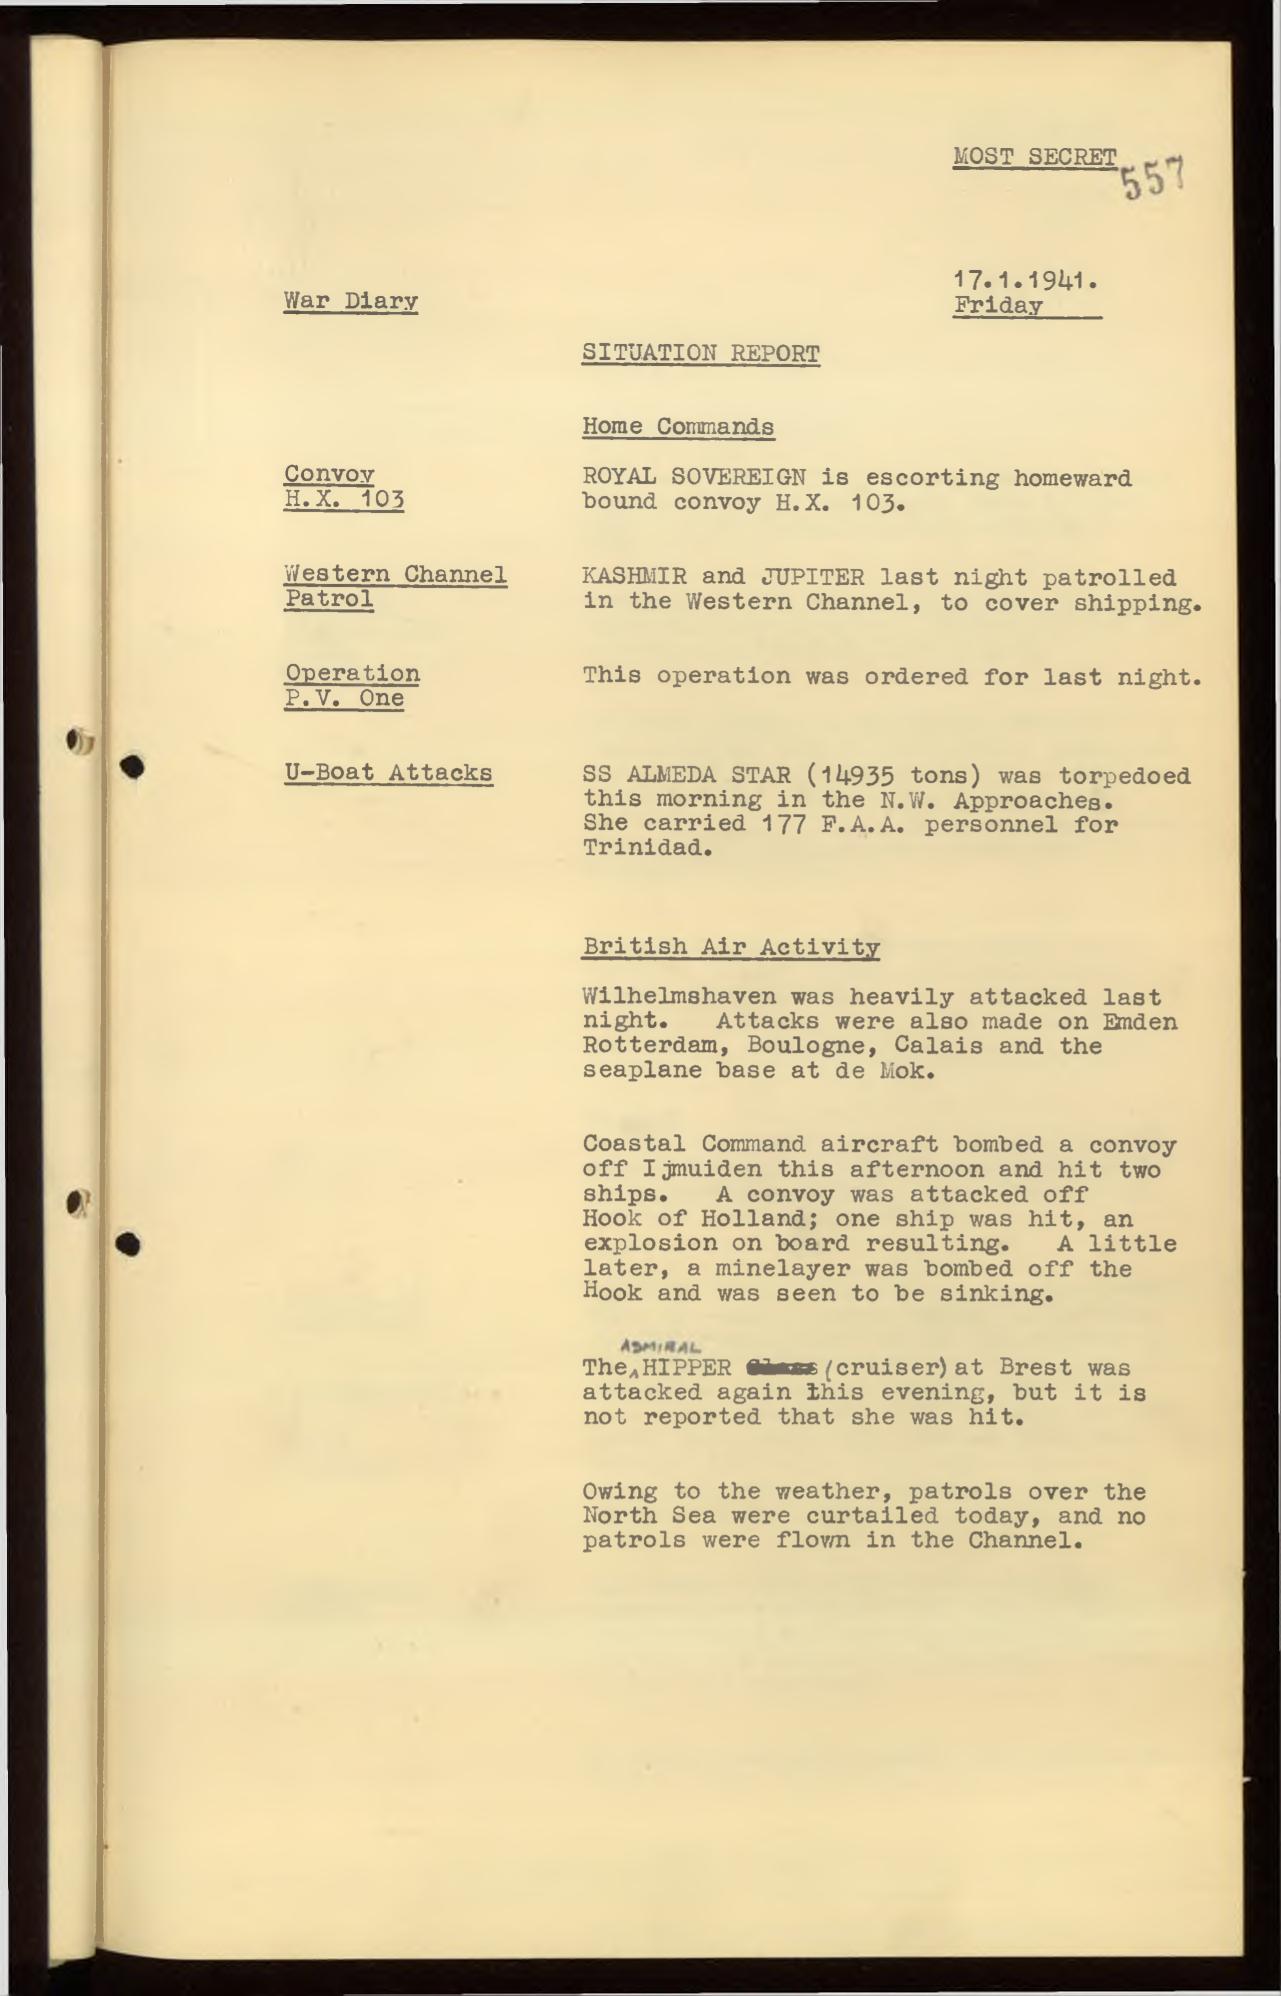 MOST SECRET
557
17.1.1941.
War Diary
Friday
SITUATION REPORT
Home Commands
Convoy
H.X. 103
ROYAL SOVEREIGN is escorting homeward
bound convoy H.X. 103.
Western Channel
Patrol
KASHMIR and JUPITER last night patrolled
in the Western Channel, to cover shipping.
Operation
P.V. One
This operation was ordered for last night.
U-Boat Attacks
SS ALMEDA STAR (14935 tons) was torpedoed
this morning in the N.W. Approaches.
She carried 177 F.A.A. personnel for
Trinidad.
British Air Activity
Wilhelmshaven was heavily attacked last
night. Attacks were also made on Emden
Rotterdam, Boulogne, Calais and the
seaplane base at de Mok.
Coastal Command aircraft bombed a convoy
off Ijmuiden this afternoon and hit two
ships. A convoy was attacked off
Hook of Holland; one ship was hit, an
explosion on board resulting. A little
later, a minelayer was bombed off the
Hook and was seen to be sinking.
ADMIRAL
The HIPPER (cruiser) at Brest was
attacked again this evening, but it is
not reported that she was hit.
Owing to the weather, patrols over the
North Sea were curtailed today, and no
patrols were flown in the Channel.